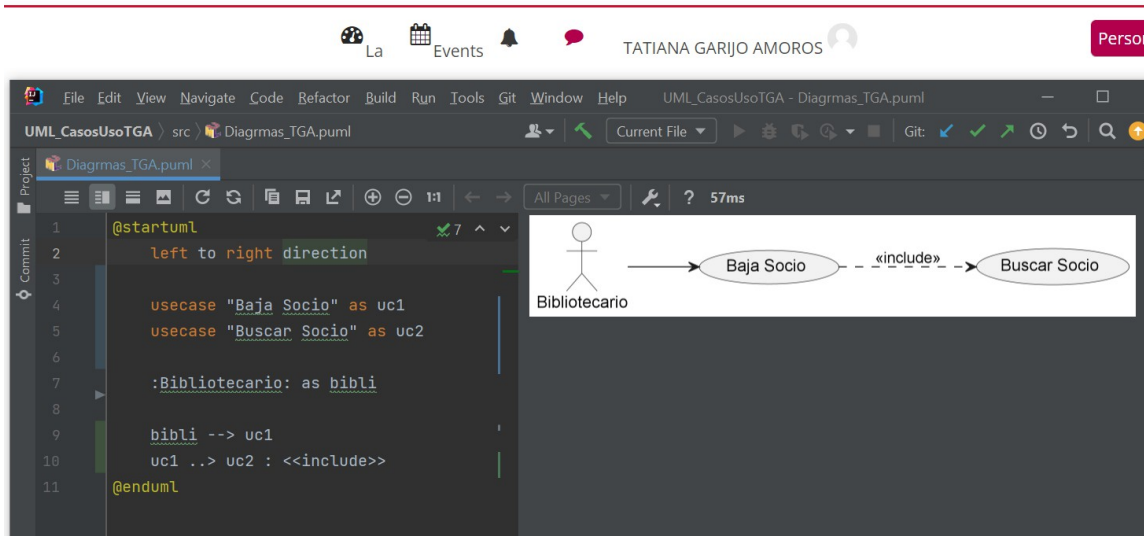 La Events TATIANA GARIJO AMOROS
File Edit View Navigate Code Refactor Build Run Tools Git Window Help UML_CasosUsoTGA - Diagrmas_TGA.puml
UML_CasosUsoTGA src Diagrmas_TGA.puml Current File Git:
Diagrmas_TGA.puml
Project
Commit
1:1 All Pages ? 57ms
1 @startuml 7
2 left to right direction
3
4 usecase "Baja Socio" as uc1
5 usecase "Buscar Socio" as uc2
6
7 :Bibliotecario: as bibli
8
9 bibli --> uc1
10 uc1 ..> uc2 : <<include>>
11 @enduml
Baja Socio «include» Buscar Socio
Bibliotecario